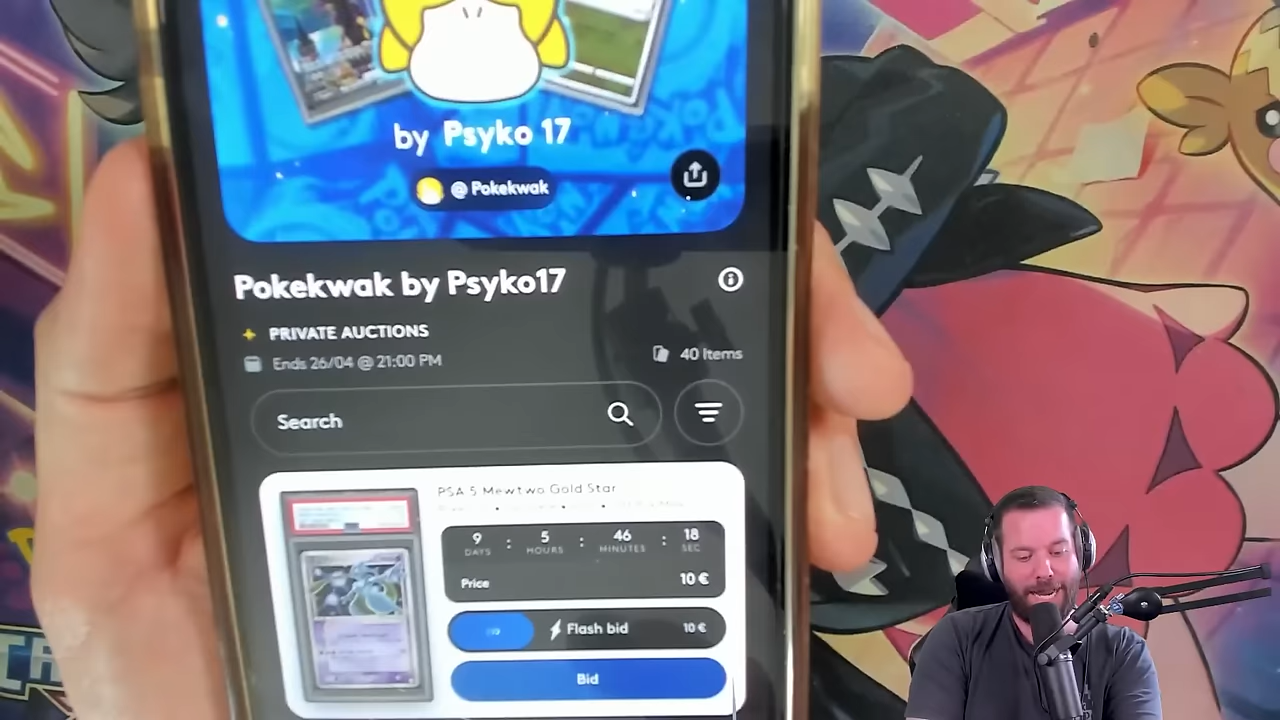 by Psyko 17
@ Pokekwak
Pokekwak by Psyko17
PRIVATE AUCTIONS
Ends 26/04 @ 21:00 PM
40 Items
Search
PSA 5 Mewtwo Gold Star
9 : 5 : 46 : 18
DAYS HOURS MINUTES SEC
Price 10 €
Flash bid 10 €
Bid